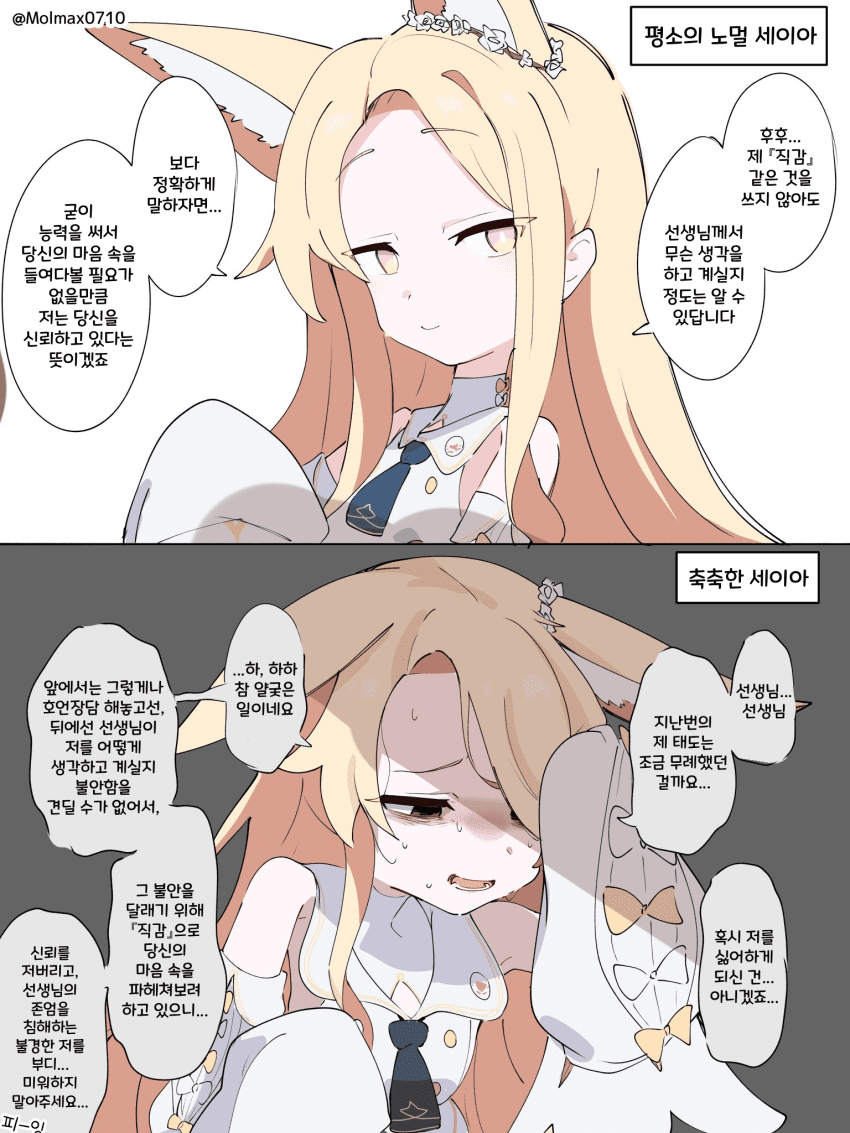 @Molmax0710
평소의 노멀 세이아
후후...
제 『직감』
같은 것을
쓰지 않아도
선생님께서
무슨 생각을
하고 계실지
정도는 알 수
있답니다
보다
정확하게
말하자면...
굳이
능력을 써서
당신의 마음 속을
들여다볼 필요가
없을만큼
저는 당신을
신뢰하고 있다는
뜻이겠죠
축축한 세이아
선생님...
선생님
지난번의
제 태도는
조금 무례했던
걸까요...
혹시 저를
싫어하게
되신 건...
아니겠죠...
...하, 하하
참 얄궂은
일이네요
앞에서는 그렇게나
호언장담 해놓고선,
뒤에선 선생님이
저를 어떻게
생각하고 계실지
불안함을
견딜 수가 없어서,
그 불안을
달래기 위해
『직감』으로
당신의
마음 속을
파헤쳐보려
하고 있으니...
신뢰를
저버리고,
선생님의
존엄을
침해하는
불경한 저를
부디...
미워하지
말아주세요...
피-잉